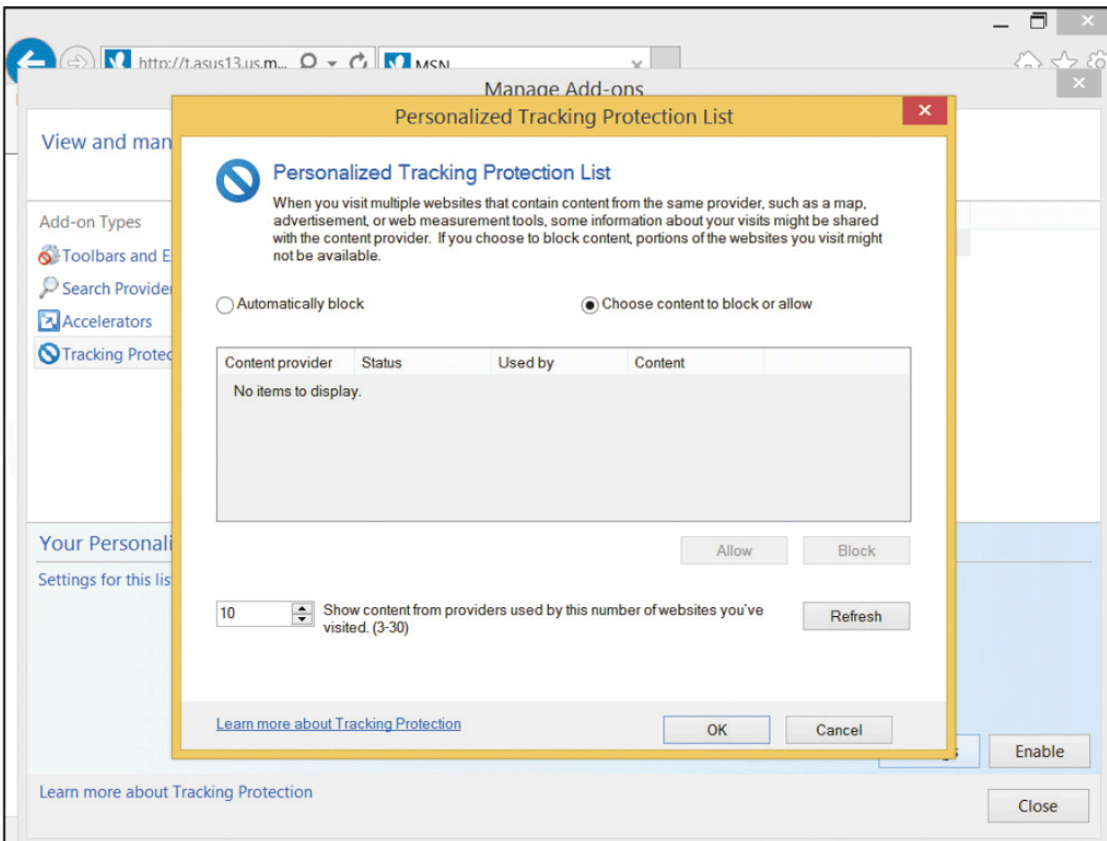 http://t.asus13.us.m...
MSN
Manage Add-ons
Personalized Tracking Protection List
View and man
Personalized Tracking Protection List
When you visit multiple websites that contain content from the same provider, such as a map,
advertisement, or web measurement tools, some information about your visits might be shared
with the content provider. If you choose to block content, portions of the websites you visit might
not be available.
Add-on Types
Toolbars and E
Search Provider
Accelerators
Tracking Protec
Automatically block
Choose content to block or allow
Content provider Status Used by Content
No items to display.
Allow Block
Your Personali
Settings for this lis
10
Show content from providers used by this number of websites you've
visited. (3-30)
Refresh
Learn more about Tracking Protection
OK Cancel
Enable
Learn more about Tracking Protection
Close